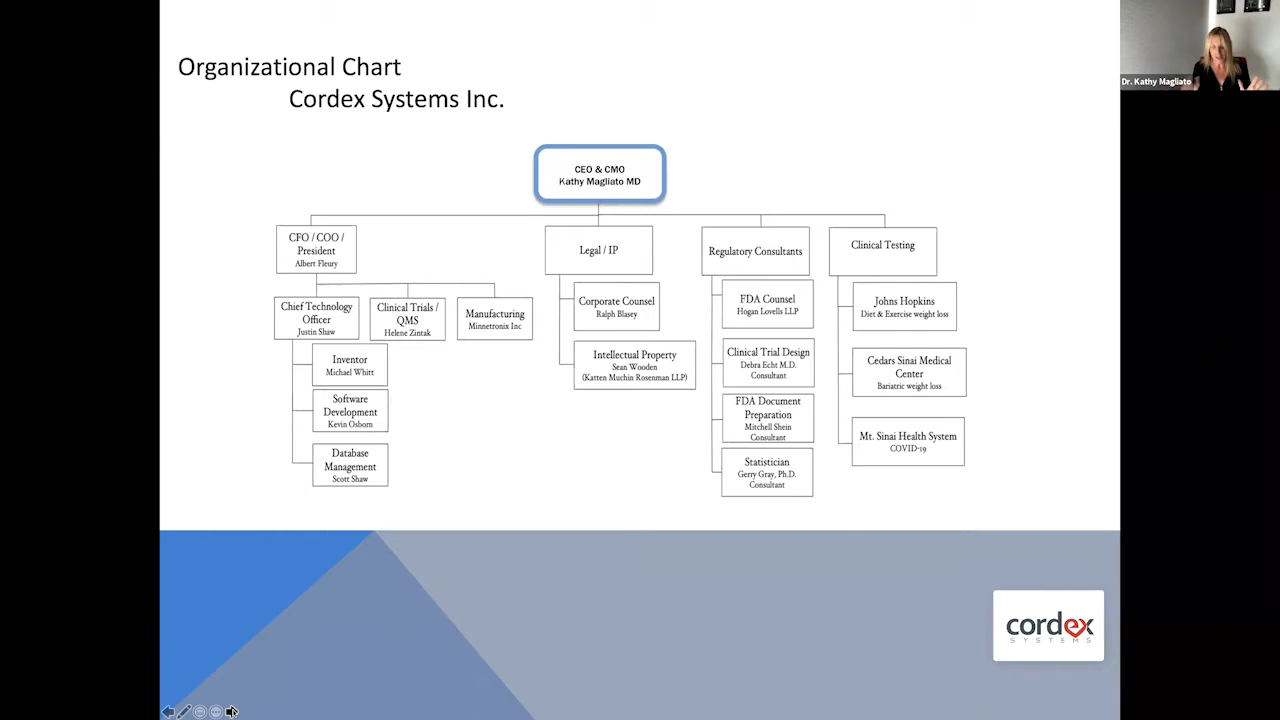 Organizational Chart
Cordex Systems Inc.
Dr. Kathy Magliato
CEO & CMO
Kathy Magliato MD
CFO / COO /
President
Albert Fleury
Chief Technology
Officer
Justin Shaw
Inventor
Michael Whitt
Software
Development
Kevin Osborn
Database
Management
Scott Shaw
Clinical Trials /
QMS
Helene Zintak
Manufacturing
Minnetronix Inc
Legal / IP
Corporate Counsel
Ralph Blasey
Intellectual Property
Sean Wooden
(Katten Muchin Rosenman LLP)
Regulatory Consultants
FDA Counsel
Hogan Lovells LLP
Clinical Trial Design
Debra Echt M.D.
Consultant
FDA Document
Preparation
Mitchell Shein
Consultant
Statistician
Gerry Gray, Ph.D.
Consultant
Clinical Testing
Johns Hopkins
Diet & Exercise weight loss
Cedars Sinai Medical
Center
Bariatric weight loss
Mt. Sinai Health System
COVID-19
cordex
SYSTEMS